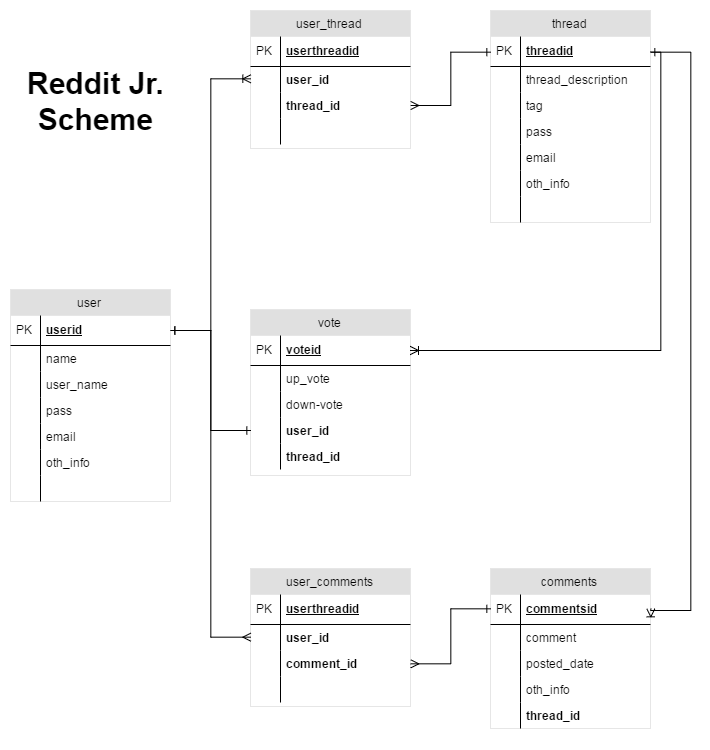 Reddit Jr.
Scheme
user_thread
PK userthreadid
user_id
thread_id
thread
PK threadid
thread_description
tag
pass
email
oth_info
user
PK userid
name
user_name
pass
email
oth_info
vote
PK voteid
up_vote
down-vote
user_id
thread_id
user_comments
PK userthreadid
user_id
comment_id
comments
PK commentsid
comment
posted_date
oth_info
thread_id